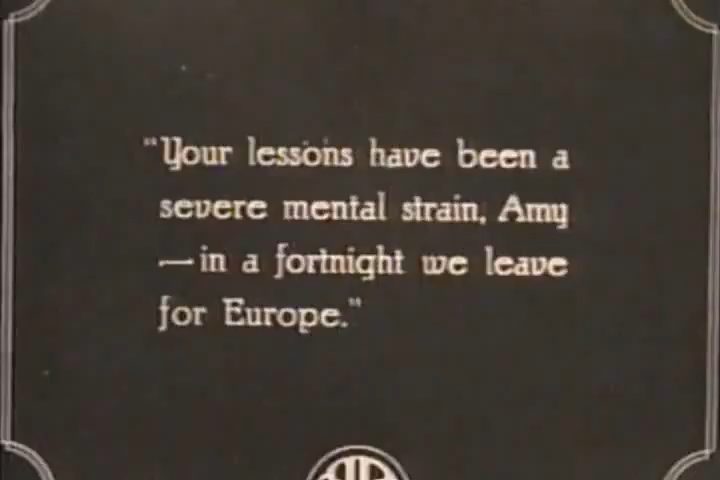 "Your lessons have been a
severe mental strain, Amy
—in a fortnight we leave
for Europe."